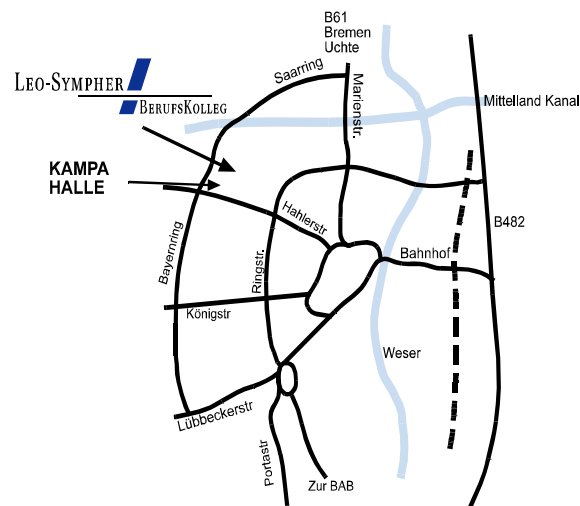 B61
Bremen
Uchte
LEO-SYMPHER
BERUFSKOLLEG
Saarring
Marienstr.
Mittelland Kanal
KAMPA
HALLE
Hahlerstr
B482
Bayernring
Ringstr.
Bahnhof
Königstr
Weser
Lübbeckerstr
Portastr
Zur BAB